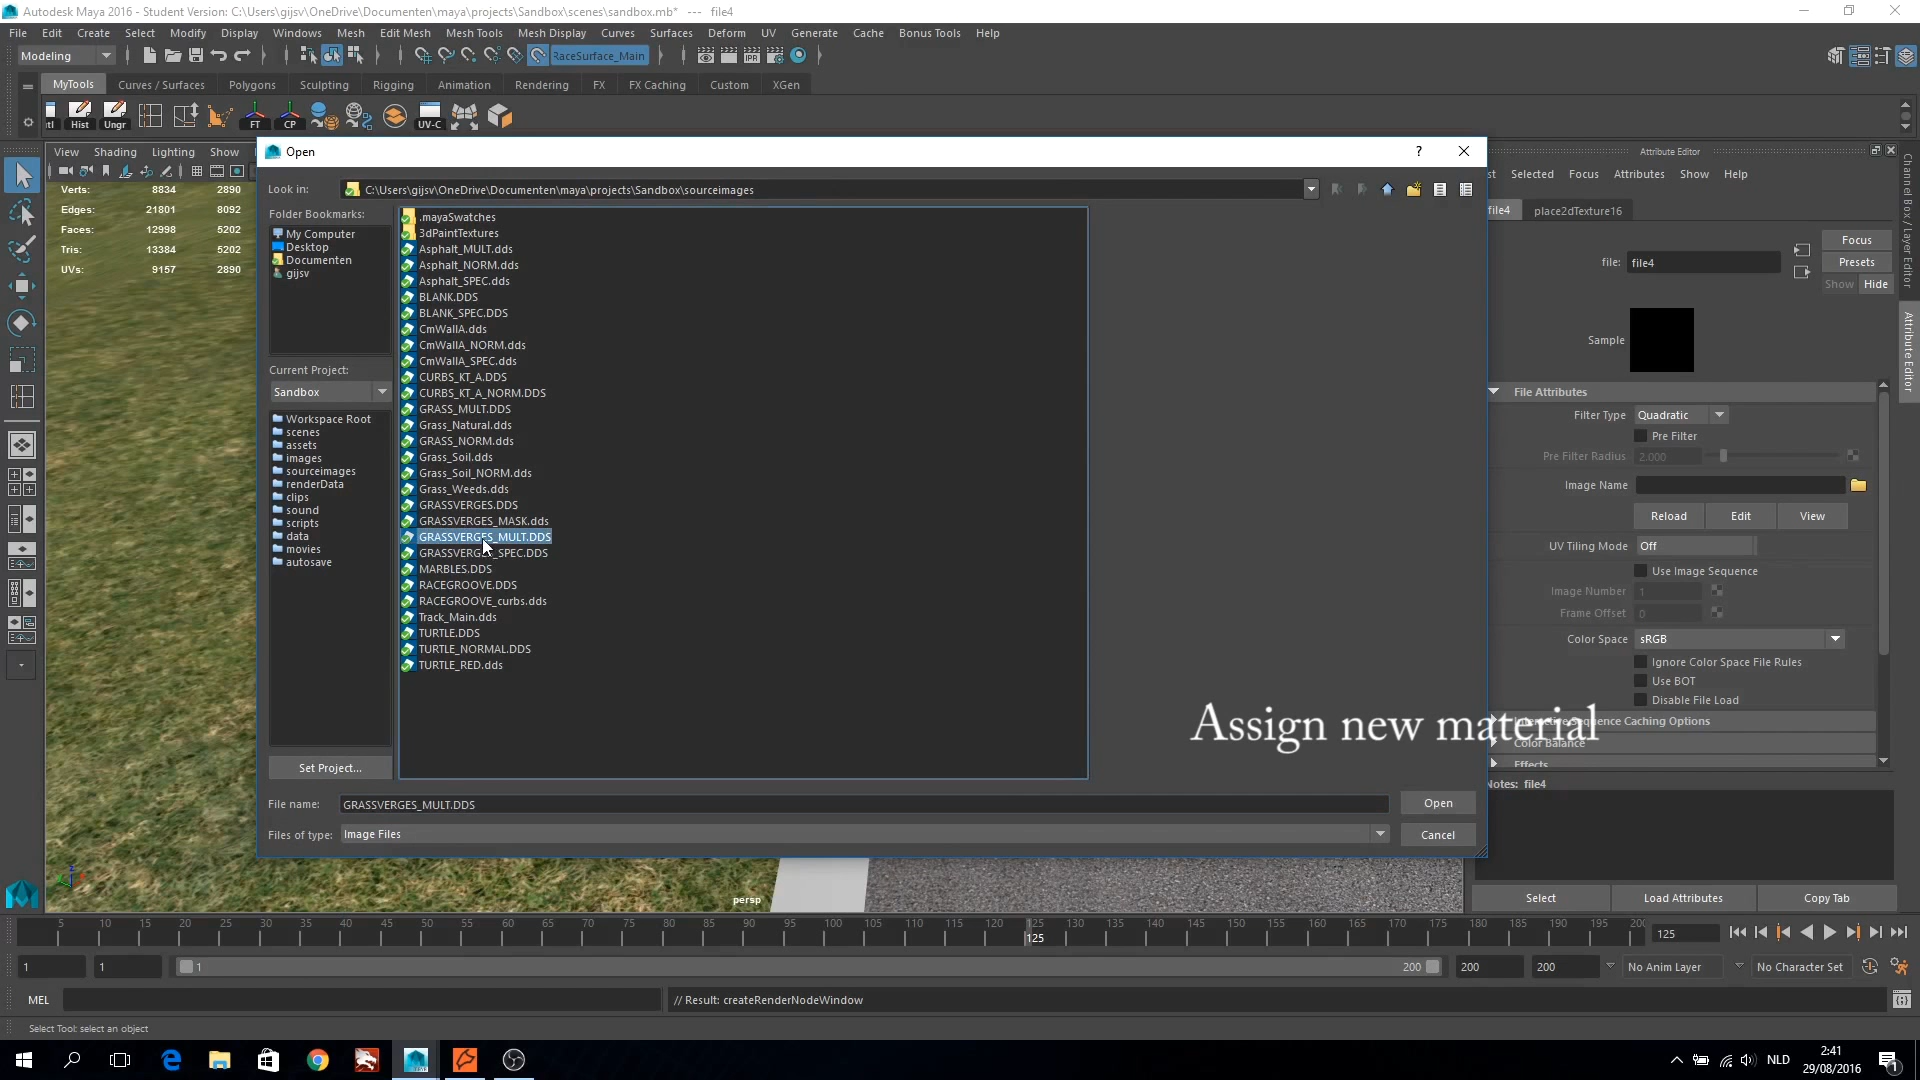 Autodesk Maya 2016 - Student Version: C:\Users\gijsv\OneDrive\Documenten\maya\projects\Sandbox\scenes\sandbox.mb* --- file4
File Edit Create Select Modify Display Windows Mesh Edit Mesh Mesh Tools Mesh Display Curves Surfaces Deform UV Generate Cache Bonus Tools Help
Modeling
RaceSurface_Main
MyTools Curves / Surfaces Polygons Sculpting Rigging Animation Rendering FX FX Caching Custom XGen
Hist Ungr FT CP UV-C
View Shading Lighting Show
Verts: 8834 2890
Edges: 21801 8092
Faces: 12998 5202
Tris: 13384 5202
UVs: 9157 2890
Open
?
Look in: C:\Users\gijsv\OneDrive\Documenten\maya\projects\Sandbox\sourceimages
Folder Bookmarks:
My Computer
Desktop
Documenten
gijsv
Current Project:
Sandbox
Workspace Root
scenes
assets
images
sourceimages
renderData
clips
sound
scripts
data
movies
autosave
Set Project...
.mayaSwatches
3dPaintTextures
Asphalt_MULT.dds
Asphalt_NORM.dds
Asphalt_SPEC.dds
BLANK.DDS
BLANK_SPEC.DDS
CmWallA.dds
CmWallA_NORM.dds
CmWallA_SPEC.dds
CURBS_KT_A.DDS
CURBS_KT_A_NORM.DDS
GRASS_MULT.DDS
Grass_Natural.dds
GRASS_NORM.dds
Grass_Soil.dds
Grass_Soil_NORM.dds
Grass_Weeds.dds
GRASSVERGES.DDS
GRASSVERGES_MASK.dds
GRASSVERGES_MULT.DDS
GRASSVERGES_SPEC.DDS
MARBLES.DDS
RACEGROOVE.DDS
RACEGROOVE_curbs.dds
Track_Main.dds
TURTLE.DDS
TURTLE_NORMAL.DDS
TURTLE_RED.dds
File name: GRASSVERGES_MULT.DDS
Open
Files of type: Image Files
Cancel
Assign new material
Attribute Editor
Selected Focus Attributes Show Help
file4 place2dTexture16
file: file4
Focus
Presets
Show Hide
Sample
File Attributes
Filter Type Quadratic
Pre Filter
Pre Filter Radius 2.000
Image Name
Reload Edit View
UV Tiling Mode Off
Use Image Sequence
Image Number 1
Frame Offset 0
Color Space sRGB
Ignore Color Space File Rules
Use BOT
Disable File Load
Interactive Sequence Caching Options
Color Balance
Effects
Notes: file4
Select Load Attributes Copy Tab
Channel Box / Layer Editor
Attribute Editor
persp
5 10 15 20 25 30 35 40 45 50 55 60 65 70 75 80 85 90 95 100 105 110 115 120 125 130 135 140 145 150 155 160 165 170 175 180 185 190 195 200
125
125
1 1 1 200 200 200 No Anim Layer No Character Set
MEL // Result: createRenderNodeWindow
Select Tool: select an object
NLD
2:41
29/08/2016
1